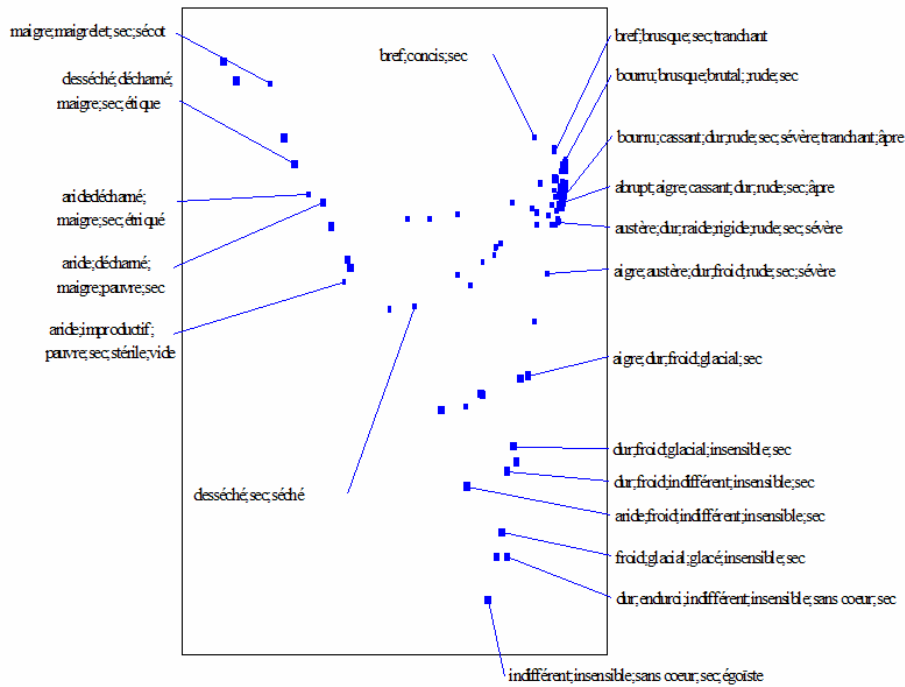 maigre;maigrelet;sec;sécot
desséché;décharné;
maigre;sec;étique
aridedécharné;
maigre;sec;étiqué
aride;décharné;
maigre;pauvre;sec
aride;improductif;
pauvre;sec;stérile;vide
desséché;sec;séché
bref;concis;sec
bref;brusque;sec;tranchant
bourru;brusque;brutal;;rude;sec
bourru;cassant;dur;rude;sec;sévère;tranchant;âpre
abrupt;aigre;cassant;dur;rude;sec;âpre
austère;dur;raide;rigide;rude;sec;sévère
aigre;austère;dur;froid;rude;sec;sévère
aigre;dur;froid;glacial;sec
dur;froid;glacial;insensible;sec
dur;froid;indifférent;insensible;sec
aride;froid;indifférent;insensible;sec
froid;glacial;glacé;insensible;sec
dur;endurci;indifférent;insensible;sans coeur;sec
indifférent;insensible;sans coeur;sec;égoïste